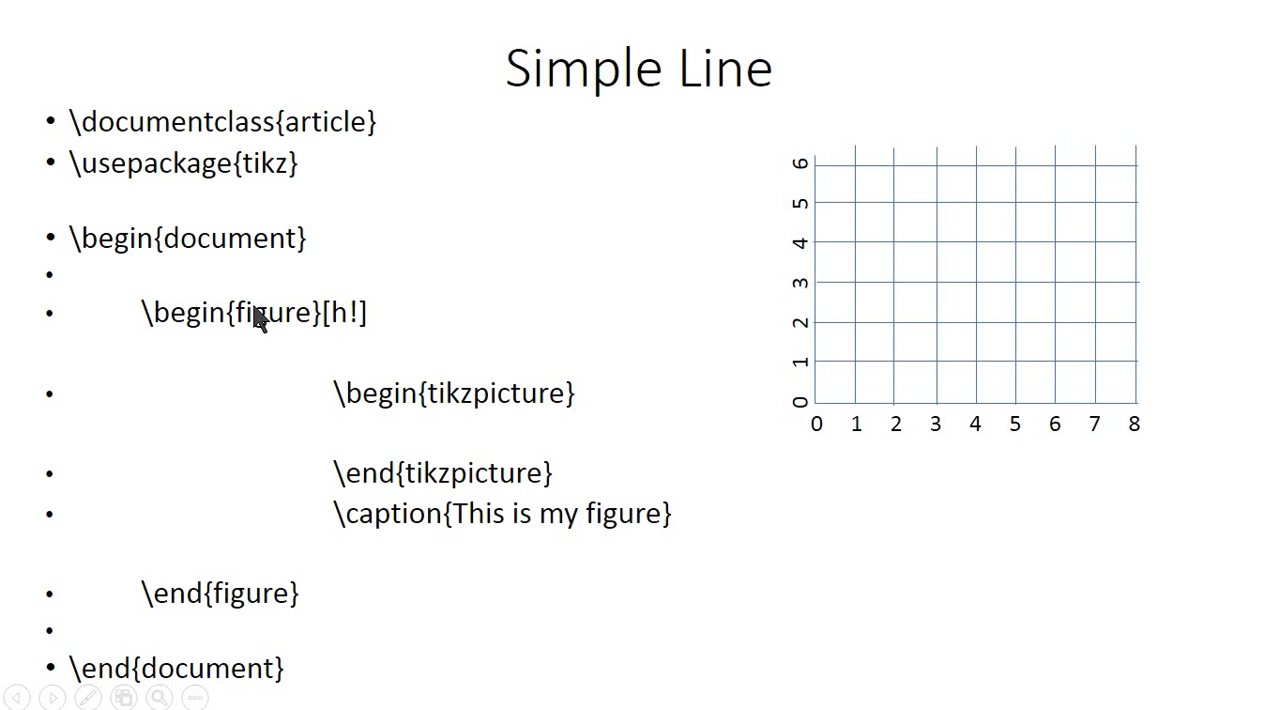 Simple Line
• \documentclass{article}
• \usepackage{tikz}
• \begin{document}
•
• \begin{figure}[h!]
• \begin{tikzpicture}
• \end{tikzpicture}
• \caption{This is my figure}
• \end{figure}
•
• \end{document}
6
5
4
3
2
1
0
0 1 2 3 4 5 6 7 8